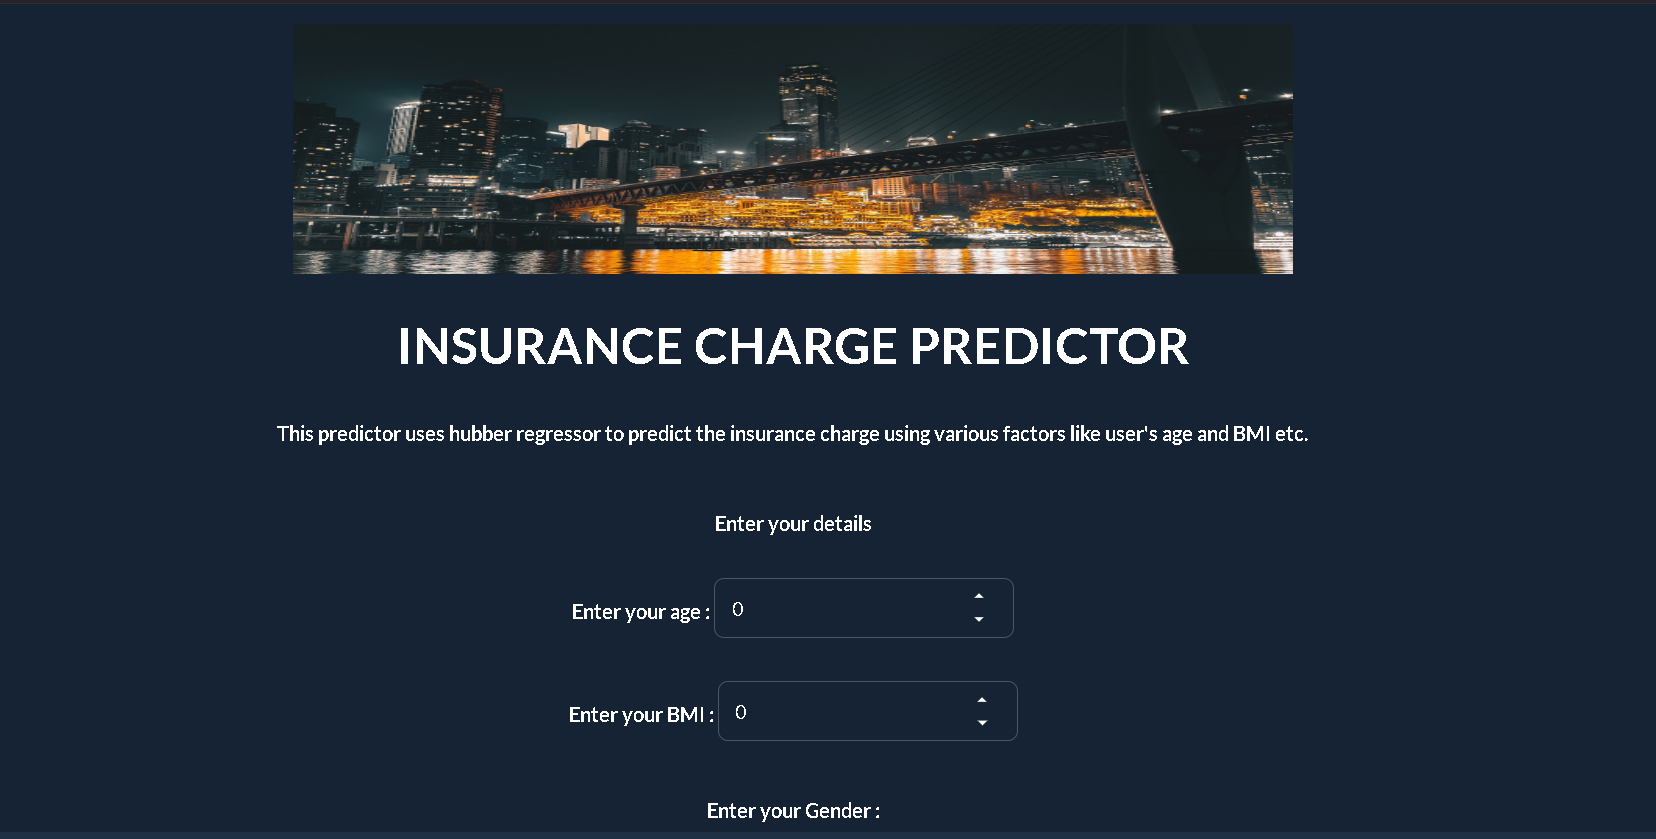 INSURANCE CHARGE PREDICTOR
This predictor uses hubber regressor to predict the insurance charge using various factors like user's age and BMI etc.
Enter your details
Enter your age : 0
Enter your BMI : 0
Enter your Gender :